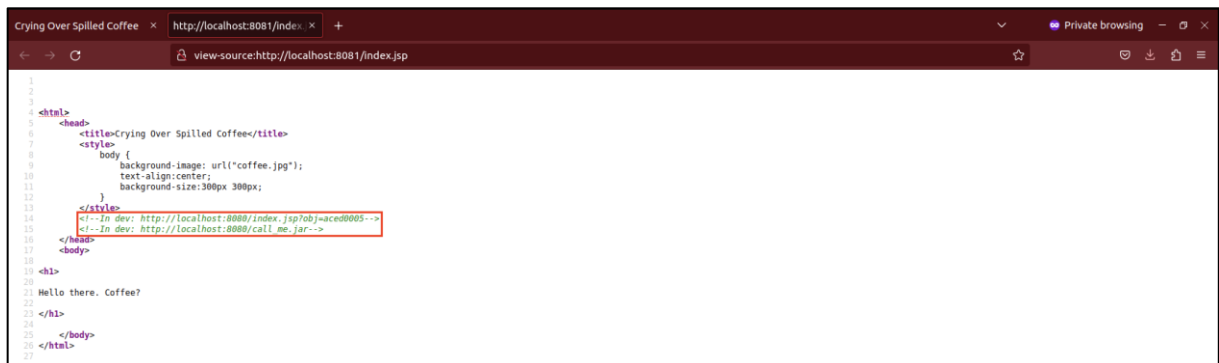 Crying Over Spilled Coffee × http://localhost:8081/index.j × + Private browsing
view-source:http://localhost:8081/index.jsp
1
2
3
4 <html>
5 <head>
6 <title>Crying Over Spilled Coffee</title>
7 <style>
8 body {
9 background-image: url("coffee.jpg");
10 text-align:center;
11 background-size:300px 300px;
12 }
13 </style>
14 <!--In dev: http://localhost:8080/index.jsp?obj=aced0005-->
15 <!--In dev: http://localhost:8080/call_me.jar-->
16 </head>
17 <body>
18
19 <h1>
20
21 Hello there. Coffee?
22
23 </h1>
24
25 </body>
26 </html>
27